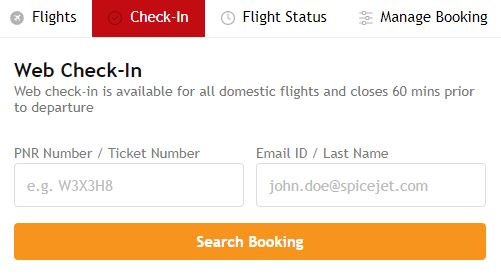 Flights
Check-In
Flight Status
Manage Booking
Web Check-In
Web check-in is available for all domestic flights and closes 60 mins prior
to departure
PNR Number / Ticket Number
Email ID / Last Name
e.g. W3X3H8
john.doe@spicejet.com
Search Booking